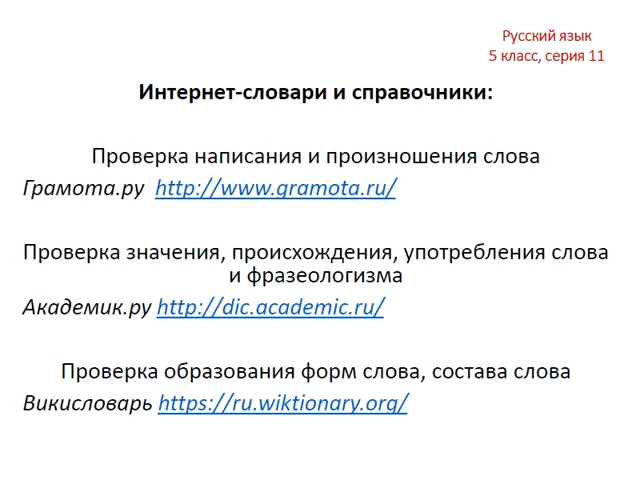 Русский язык
5 класс, серия 11
Интернет-словари и справочники:
Проверка написания и произношения слова
Грамота.ру http://www.gramota.ru/
Проверка значения, происхождения, употребления слова
и фразеологизма
Академик.ру http://dic.academic.ru/
Проверка образования форм слова, состава слова
Викисловарь https://ru.wiktionary.org/